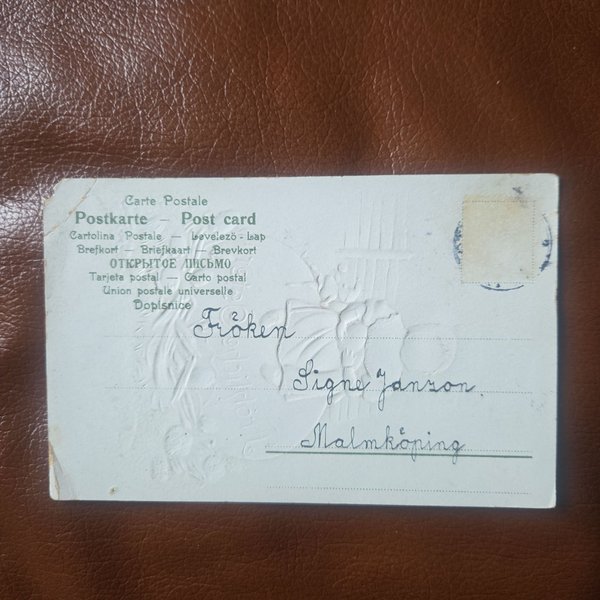 Carte Postale
Postkarte – Post card
Cartolina Postale — Levelező-Lap
Brefkort — Briefkaart — Brevkort
ОТКРЫТОЕ ПИСЬМО
Tarjeta postal — Carto postal
Union postale universelle
Dopisnice
Fröken
Signe Janzon
Malmköping